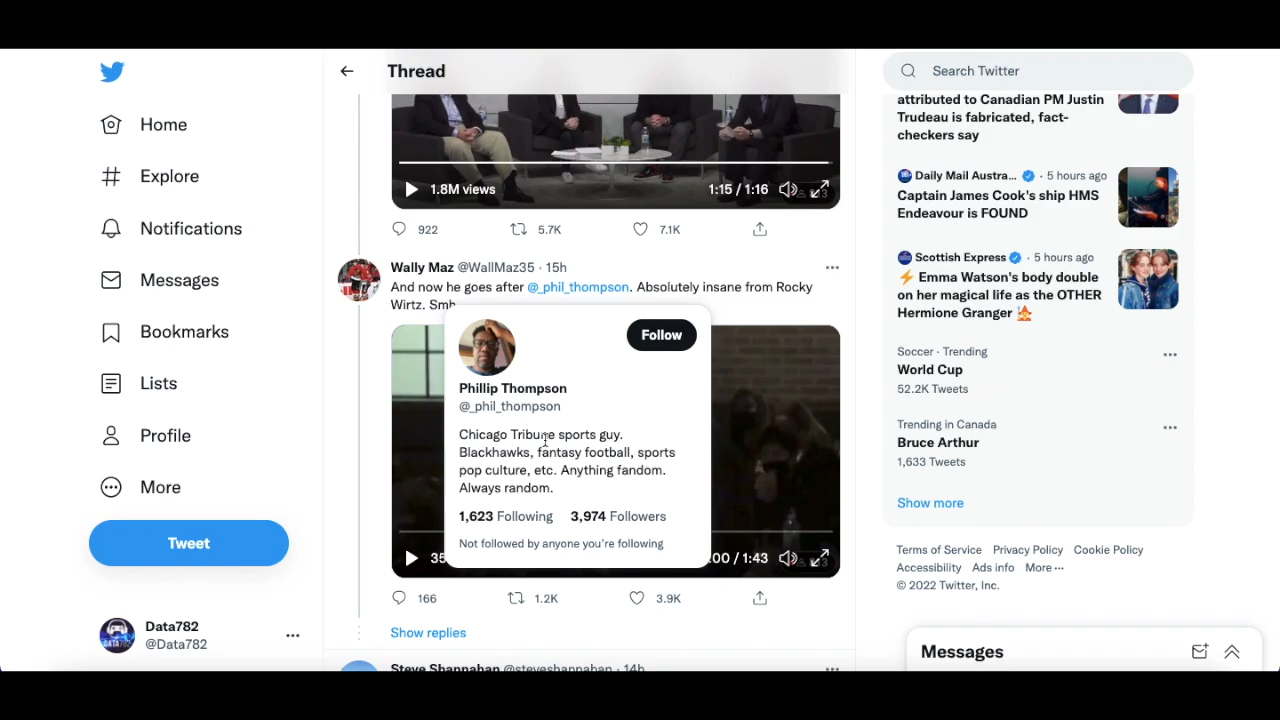 Home
Explore
Notifications
Messages
Bookmarks
Lists
Profile
More
Tweet
Data782
@Data782
Thread
1.8M views
1:15 / 1:16
922
5.7K
7.1K
Wally Maz @WallMaz35 · 15h
And now he goes after @_phil_thompson. Absolutely insane from Rocky
Wirtz. Smh
Follow
Phillip Thompson
@_phil_thompson
Chicago Tribune sports guy.
Blackhawks, fantasy football, sports
pop culture, etc. Anything fandom.
Always random.
1,623 Following 3,974 Followers
Not followed by anyone you're following
35
:00 / 1:43
166
1.2K
3.9K
Show replies
Steve Shannahan @steveshannahan · 14h
Search Twitter
attributed to Canadian PM Justin
Trudeau is fabricated, fact-
checkers say
Daily Mail Austra... · 5 hours ago
Captain James Cook's ship HMS
Endeavour is FOUND
Scottish Express · 5 hours ago
⚡ Emma Watson's body double
on her magical life as the OTHER
Hermione Granger
Soccer · Trending
World Cup
52.2K Tweets
Trending in Canada
Bruce Arthur
1,633 Tweets
Show more
Terms of Service Privacy Policy Cookie Policy
Accessibility Ads info More ···
© 2022 Twitter, Inc.
Messages